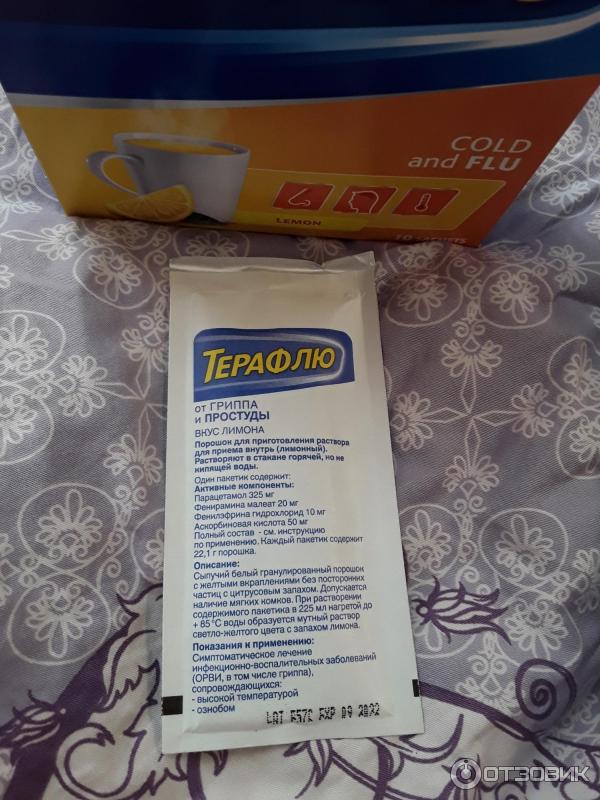 COLD
and FLU
LEMON
ТЕРАФЛЮ
от ГРИППА
и ПРОСТУДЫ
ВКУС ЛИМОНА
Порошок для приготовления раствора
для приема внутрь (лимонный).
Растворяют в стакане горячей, но не
кипящей воды.
Один пакетик содержит:
Активные компоненты:
Парацетамол 325 мг
Фенирамина малеат 20 мг
Фенилэфрина гидрохлорид 10 мг
Аскорбиновая кислота 50 мг
Полный состав - см. инструкцию
по применению. Каждый пакетик содержит
22,1 г порошка.
Описание:
Сыпучий белый гранулированный порошок
с желтыми вкраплениями без посторонних
частиц с цитрусовым запахом. Допускается
наличие мягких комков. При растворении
содержимого пакетика в 225 мл нагретой до
+ 85°С воды образуется мутный раствор
светло-желтого цвета с запахом лимона.
Показания к применению:
Симптоматическое лечение
инфекционно-воспалительных заболеваний
(ОРВИ, в том числе гриппа),
сопровождающихся:
- высокой температурой
- ознобом
LOT EXP 09 2022
ОТЗОВИК